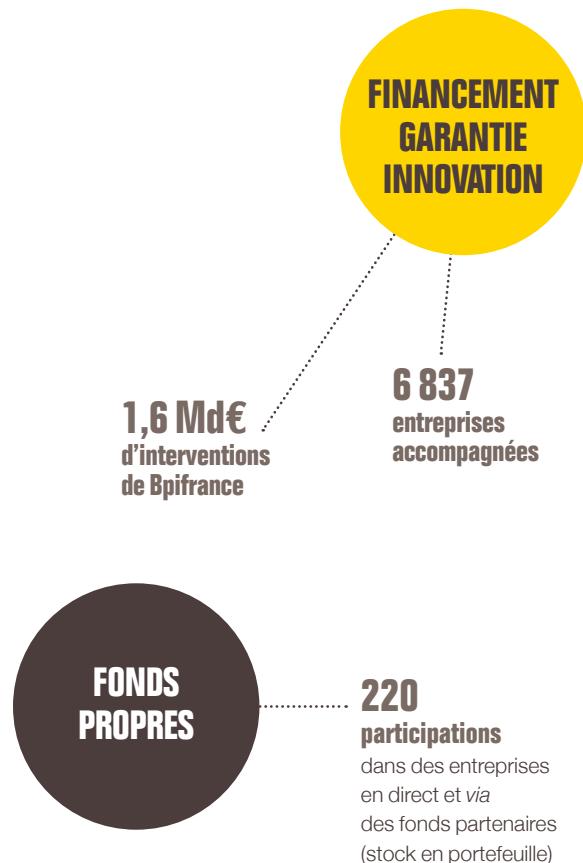 FINANCEMENT
GARANTIE
INNOVATION
1,6 Md€
d'interventions
de Bpifrance
6 837
entreprises
accompagnées
FONDS
PROPRES
220
participations
dans des entreprises
en direct et via
des fonds partenaires
(stock en portefeuille)